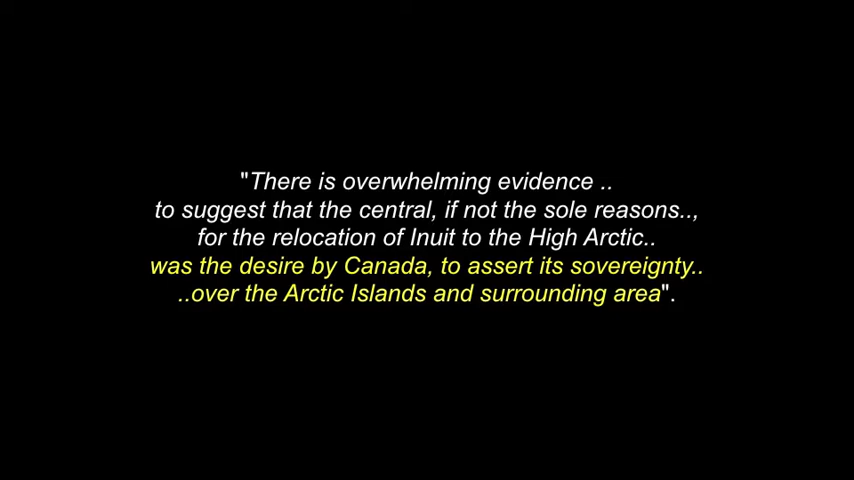 "There is overwhelming evidence ..
to suggest that the central, if not the sole reasons..,
for the relocation of Inuit to the High Arctic..
was the desire by Canada, to assert its sovereignty..
..over the Arctic Islands and surrounding area".